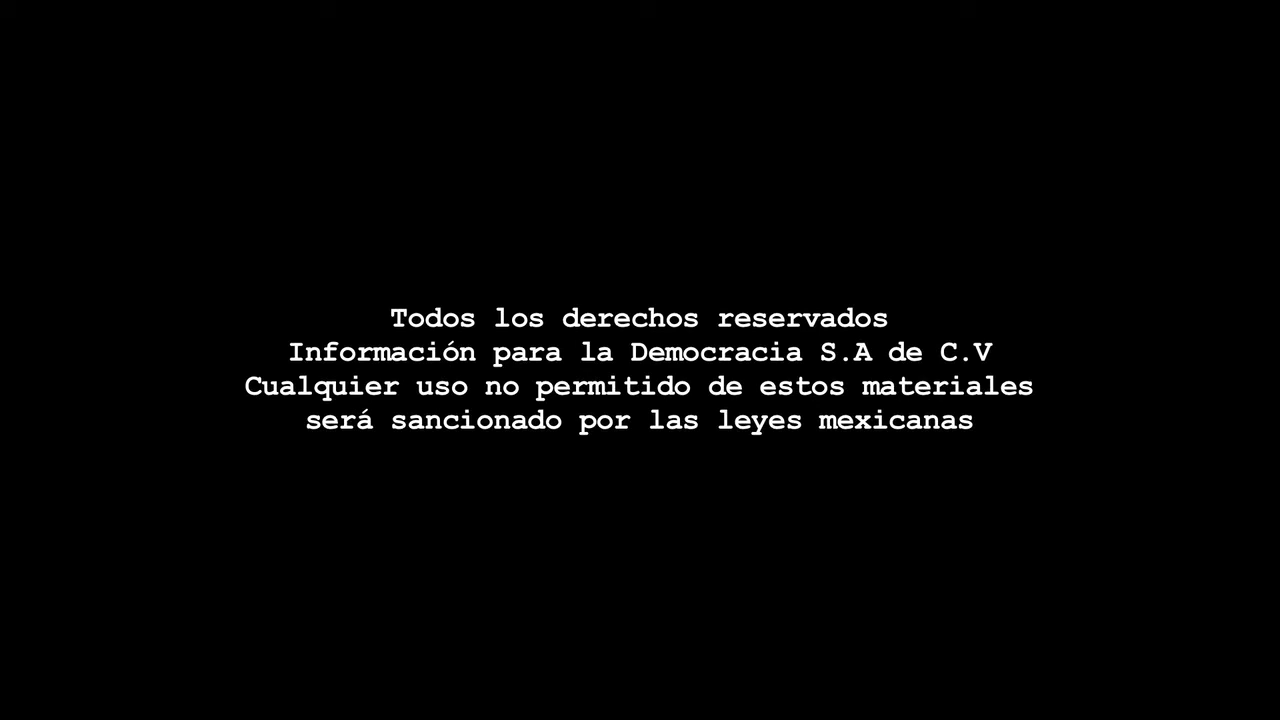 Todos los derechos reservados
Información para la Democracia S.A de C.V
Cualquier uso no permitido de estos materiales
será sancionado por las leyes mexicanas